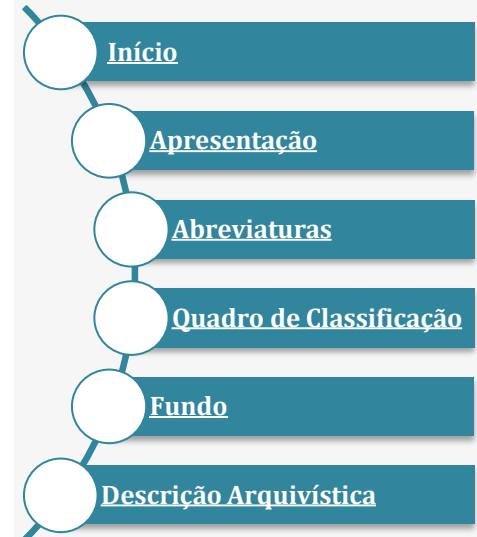 Início
Apresentação
Abreviaturas
Quadro de Classificação
Fundo
Descrição Arquivística